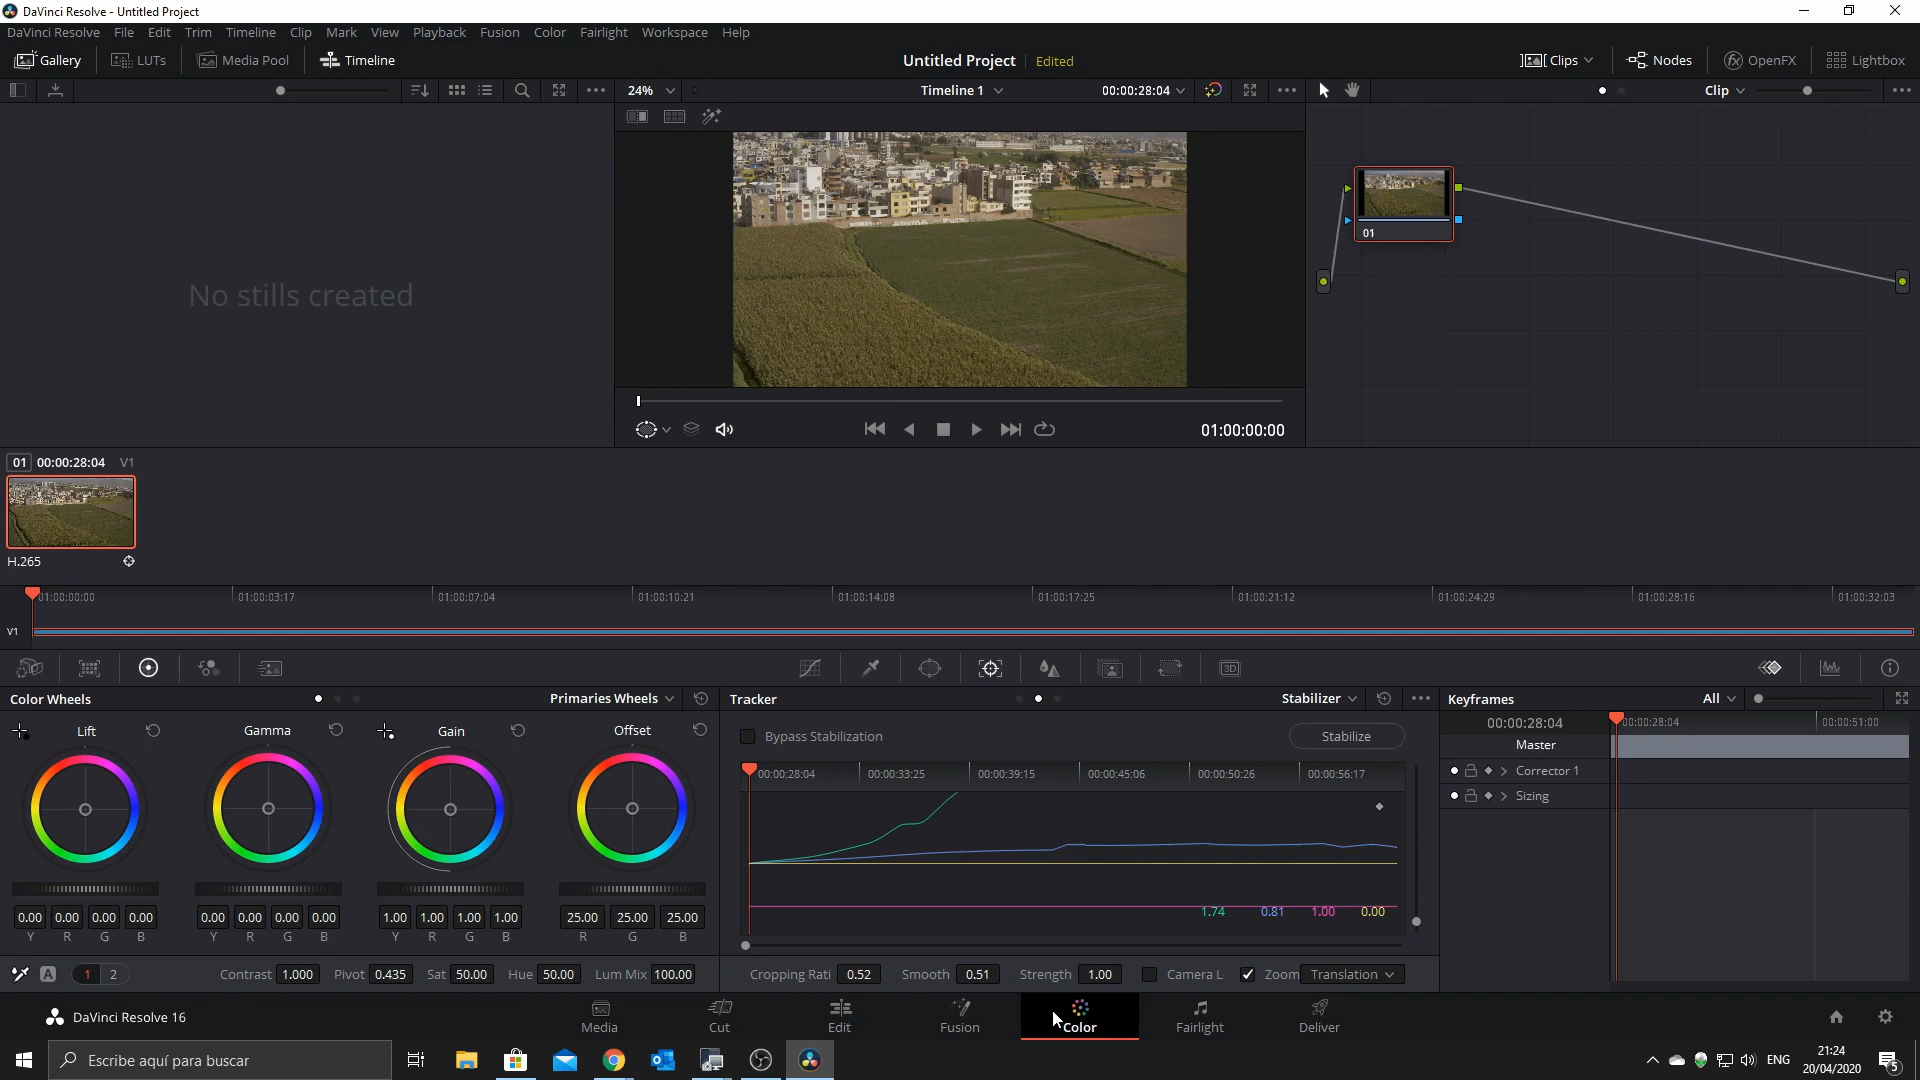 DaVinci Resolve - Untitled Project
DaVinci Resolve File Edit Trim Timeline Clip Mark View Playback Fusion Color Fairlight Workspace Help
Gallery LUTs Media Pool Timeline Untitled Project Edited Clips Nodes OpenFX Lightbox
24% Timeline 1 00:00:28:04 Clip
No stills created
01
01:00:00:00
01 00:00:28:04 V1
H.265
01:00:00:00 01:00:03:17 01:00:07:04 01:00:10:21 01:00:14:08 01:00:17:25 01:00:21:12 01:00:24:29 01:00:28:16 01:00:32:03
V1
3D
Color Wheels Primaries Wheels Tracker Stabilizer Keyframes All
00:00:28:04 00:00:28:04 00:00:51:00
Lift Gamma Gain Offset Bypass Stabilization Stabilize Master
00:00:28:04 00:00:33:25 00:00:39:15 00:00:45:06 00:00:50:26 00:00:56:17 Corrector 1
Sizing
0.00 0.00 0.00 0.00 0.00 0.00 0.00 0.00 1.00 1.00 1.00 1.00 25.00 25.00 25.00 1.74 0.81 1.00 0.00
Y R G B Y R G B Y R G B R G B
A 1 2 Contrast 1.000 Pivot 0.435 Sat 50.00 Hue 50.00 Lum Mix 100.00 Cropping Rati 0.52 Smooth 0.51 Strength 1.00 Camera L Zoom Translation
DaVinci Resolve 16 Media Cut Edit Fusion Color Fairlight Deliver
Escribe aquí para buscar ENG 21:24
20/04/2020 5